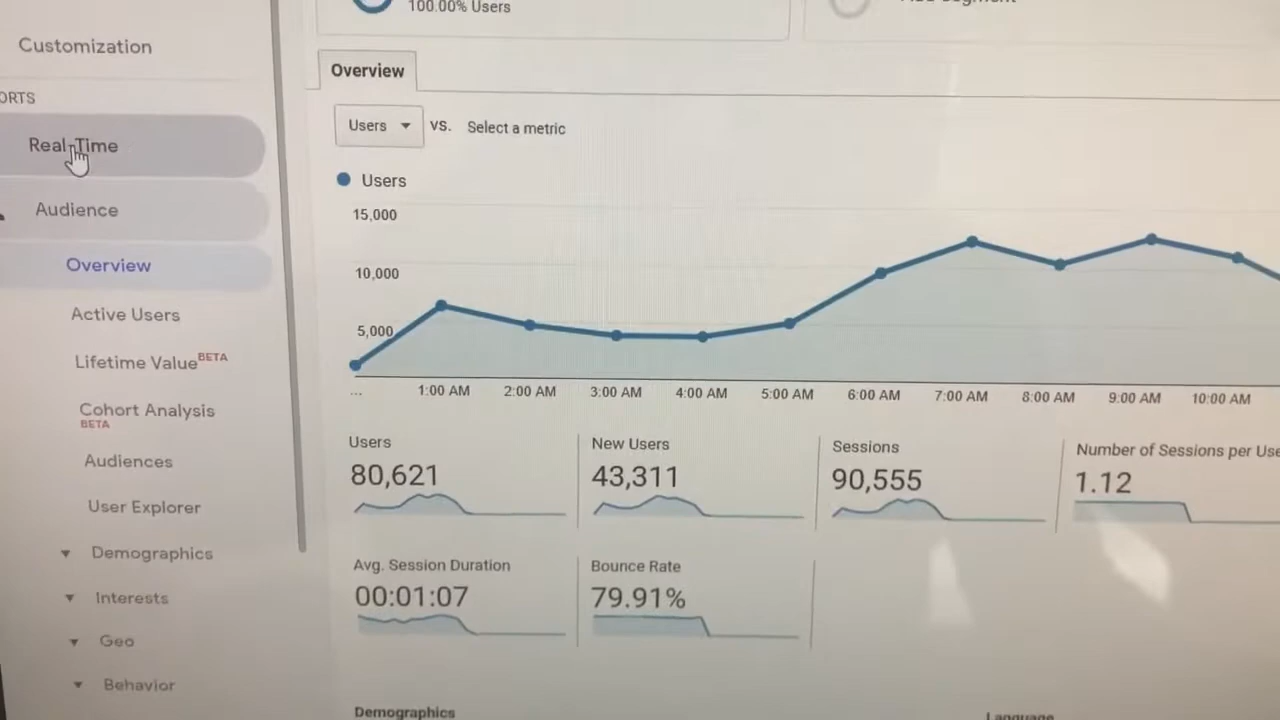 100.00% Users
Customization
Overview
ORTS
Users
VS.
Select a metric
Real-Time
Users
Audience
15,000
10,000
5,000
Overview
Active Users
Lifetime Value BETA
Cohort Analysis
BETA
Audiences
User Explorer
Demographics
Interests
Geo
Behavior
...
1:00 AM
2:00 AM
3:00 AM
4:00 AM
5:00 AM
6:00 AM
7:00 AM
8:00 AM
9:00 AM
10:00 AM
Users
80,621
New Users
43,311
Sessions
90,555
Number of Sessions per Use
1.12
Avg. Session Duration
00:01:07
Bounce Rate
79.91%
Demographics
Language